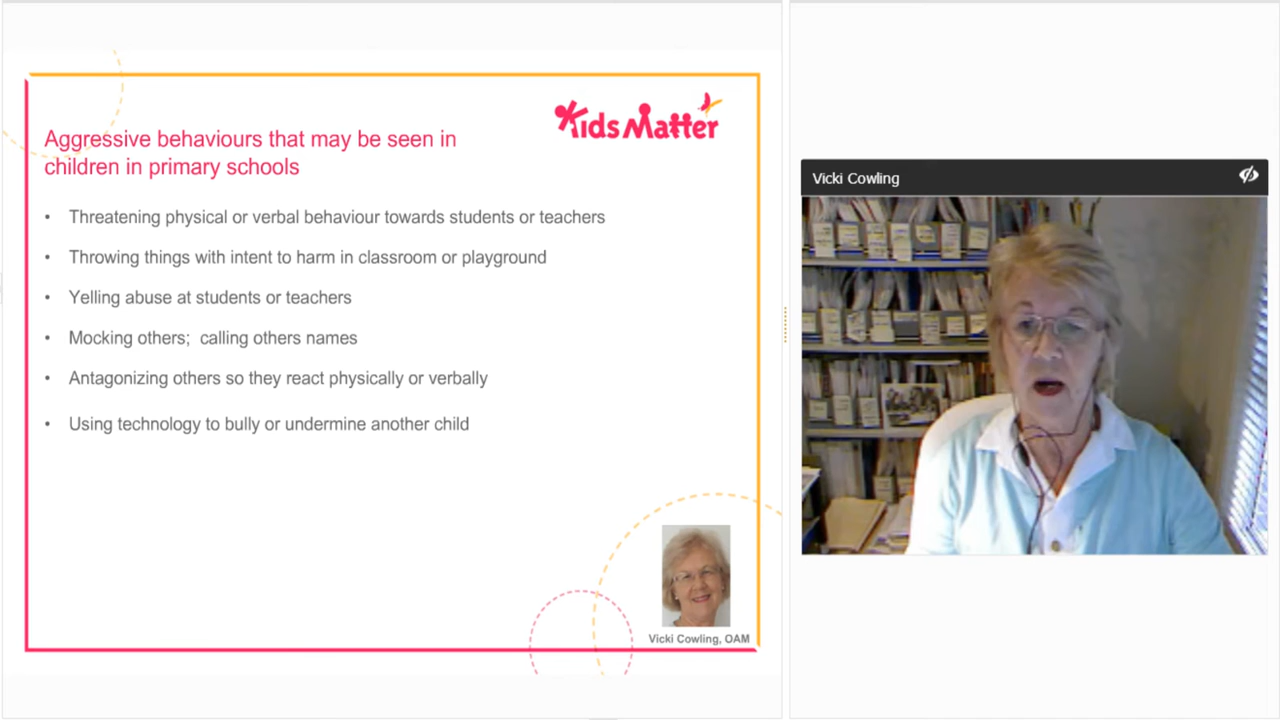 Aggressive behaviours that may be seen in
children in primary schools
KidsMatter
• Threatening physical or verbal behaviour towards students or teachers
• Throwing things with intent to harm in classroom or playground
• Yelling abuse at students or teachers
• Mocking others;  calling others names
• Antagonizing others so they react physically or verbally
• Using technology to bully or undermine another child
Vicki Cowling, OAM
Vicki Cowling